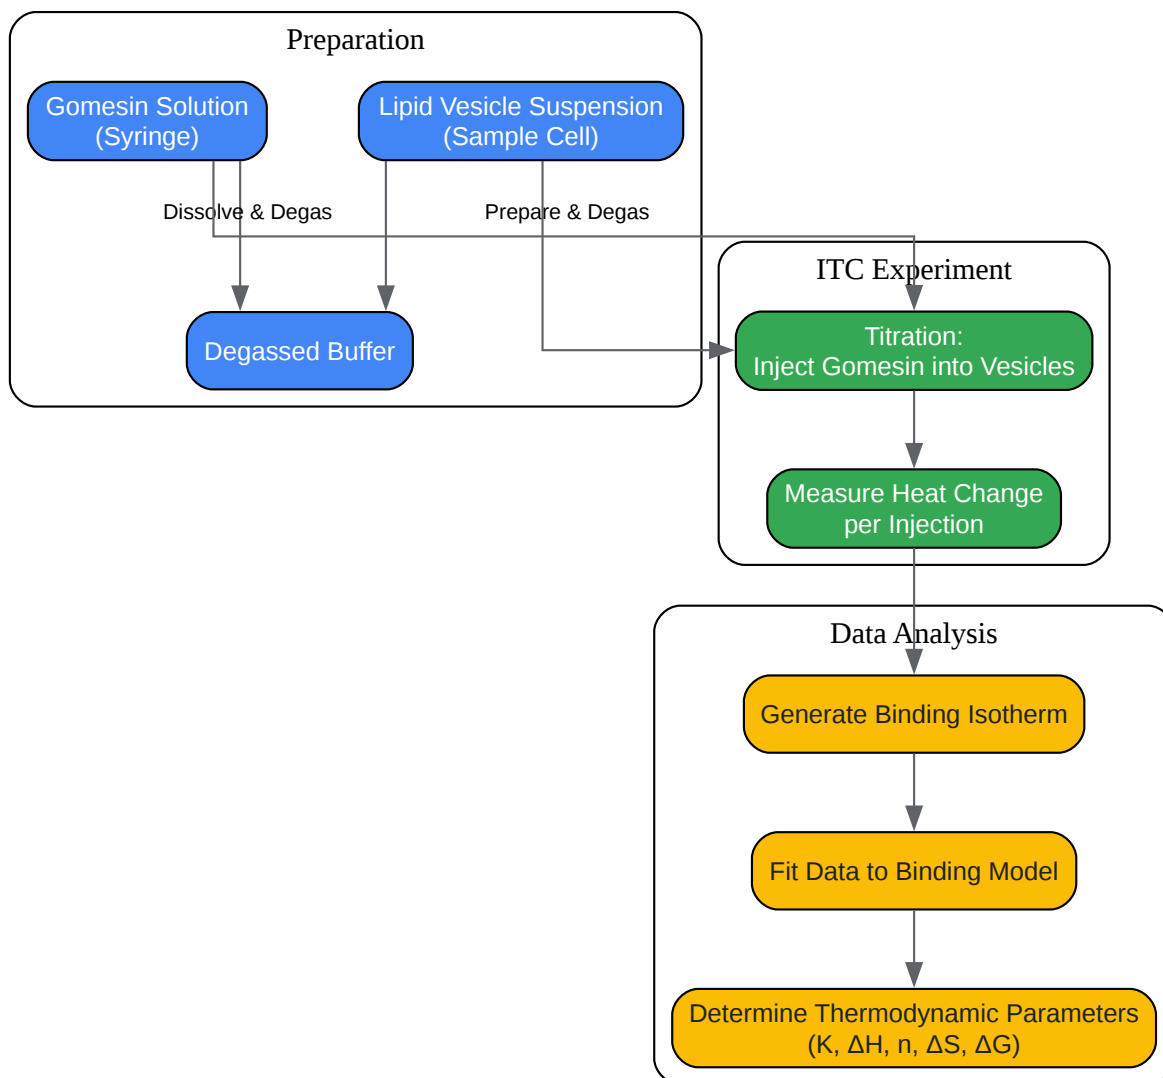 Preparation
Gomesin Solution
(Syringe)
Lipid Vesicle Suspension
(Sample Cell)
Dissolve & Degas
Prepare & Degas
Degassed Buffer
ITC Experiment
Titration:
Inject Gomesin into Vesicles
Measure Heat Change
per Injection
Data Analysis
Generate Binding Isotherm
Fit Data to Binding Model
Determine Thermodynamic Parameters
(K, ΔH, n, ΔS, ΔG)